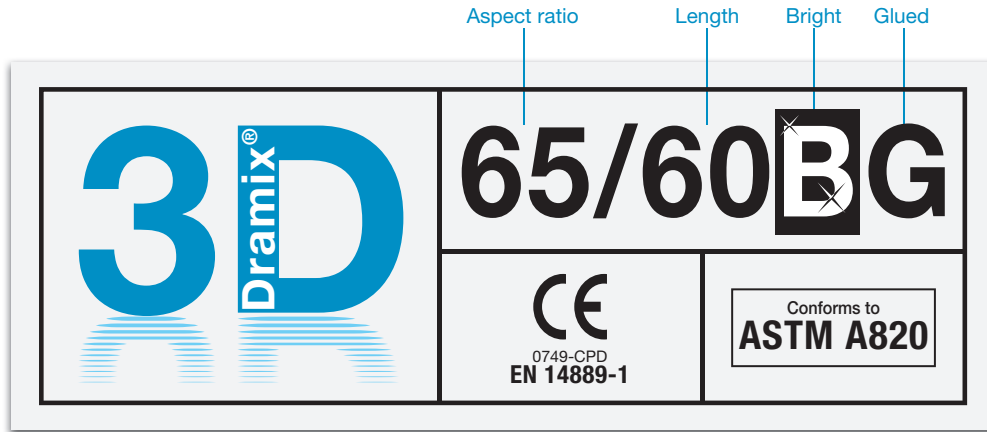 Aspect ratio Length Bright Glued
3D
Dramix®
65/60BG
CE
0749-CPD
EN 14889-1
Conforms to
ASTM A820